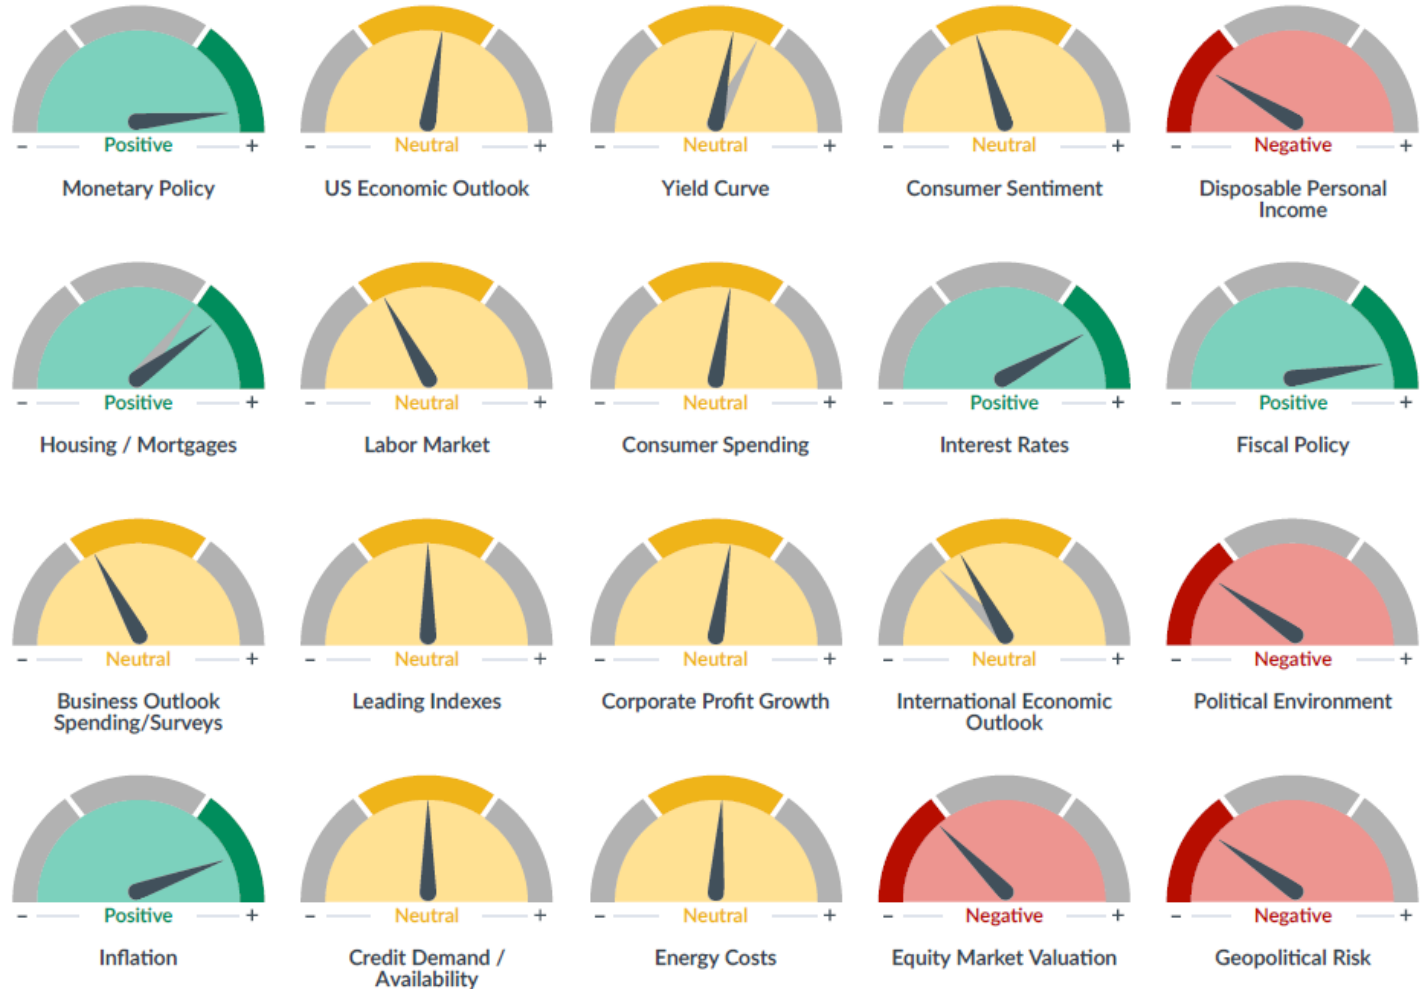 - Positive +
Monetary Policy
- Neutral +
US Economic Outlook
- Neutral +
Yield Curve
- Neutral +
Consumer Sentiment
- Negative +
Disposable Personal
Income
- Positive +
Housing / Mortgages
- Neutral +
Labor Market
- Neutral +
Consumer Spending
- Positive +
Interest Rates
- Positive +
Fiscal Policy
- Neutral +
Business Outlook
Spending/Surveys
- Neutral +
Leading Indexes
- Neutral +
Corporate Profit Growth
- Neutral +
International Economic
Outlook
- Negative +
Political Environment
- Positive +
Inflation
- Neutral +
Credit Demand /
Availability
- Neutral +
Energy Costs
- Negative +
Equity Market Valuation
- Negative +
Geopolitical Risk